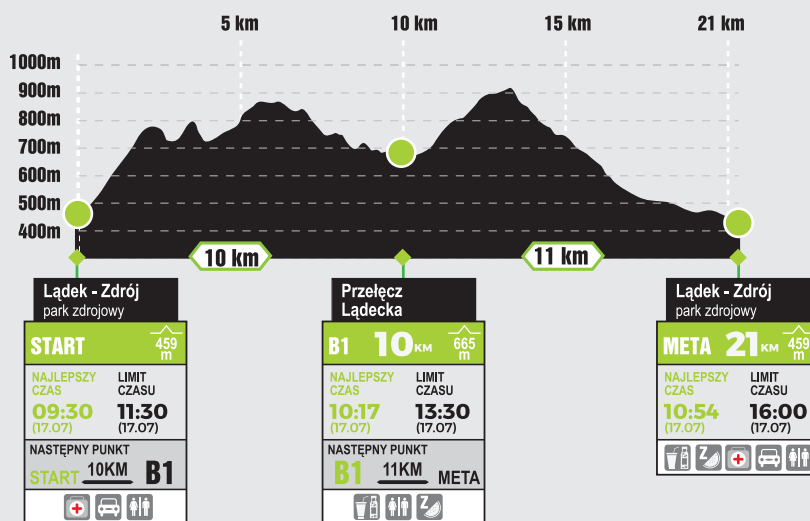 5 km
10 km
15 km
21 km
1000m
900m
800m
700m
600m
500m
400m
10 km
11 km
Lądek - Zdrój
park zdrojowy
START
459
m
NAJLEPSZY
CZAS
09:30
(17.07)
LIMIT
CZASU
11:30
(17.07)
NASTĘPNY PUNKT
START 10KM B1
Przełęcz
Lądecka
B1 10 KM
665
m
NAJLEPSZY
CZAS
10:17
(17.07)
LIMIT
CZASU
13:30
(17.07)
NASTĘPNY PUNKT
B1 11KM META
Z
Lądek - Zdrój
park zdrojowy
META 21 KM
459
m
NAJLEPSZY
CZAS
10:54
(17.07)
LIMIT
CZASU
16:00
(17.07)
Z